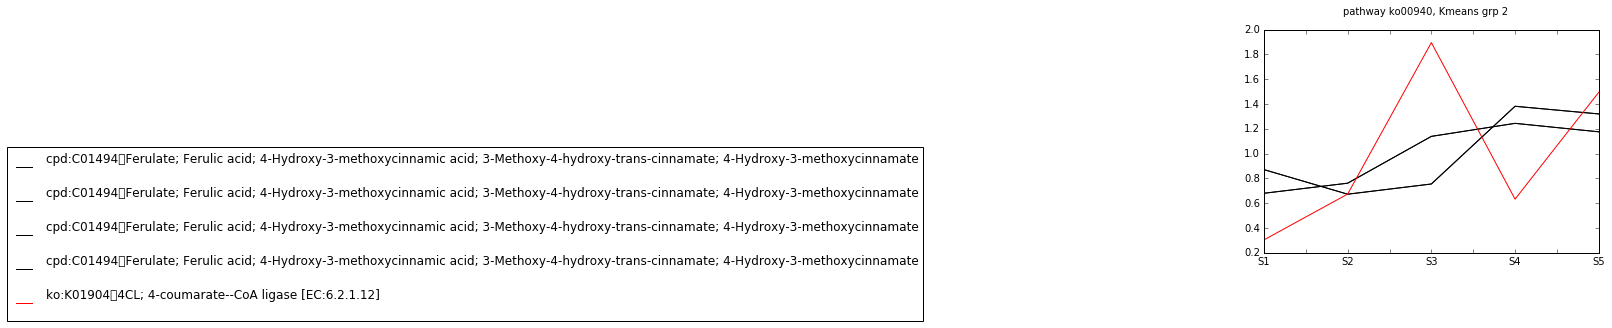 pathway ko00940, Kmeans grp 2
2.0
1.8
1.6
1.4
1.2
1.0
0.8
0.6
0.4
0.2
S1 S2 S3 S4 S5
cpd:C01494▯Ferulate; Ferulic acid; 4-Hydroxy-3-methoxycinnamic acid; 3-Methoxy-4-hydroxy-trans-cinnamate; 4-Hydroxy-3-methoxycinnamate
cpd:C01494▯Ferulate; Ferulic acid; 4-Hydroxy-3-methoxycinnamic acid; 3-Methoxy-4-hydroxy-trans-cinnamate; 4-Hydroxy-3-methoxycinnamate
cpd:C01494▯Ferulate; Ferulic acid; 4-Hydroxy-3-methoxycinnamic acid; 3-Methoxy-4-hydroxy-trans-cinnamate; 4-Hydroxy-3-methoxycinnamate
cpd:C01494▯Ferulate; Ferulic acid; 4-Hydroxy-3-methoxycinnamic acid; 3-Methoxy-4-hydroxy-trans-cinnamate; 4-Hydroxy-3-methoxycinnamate
ko:K01904▯4CL; 4-coumarate--CoA ligase [EC:6.2.1.12]